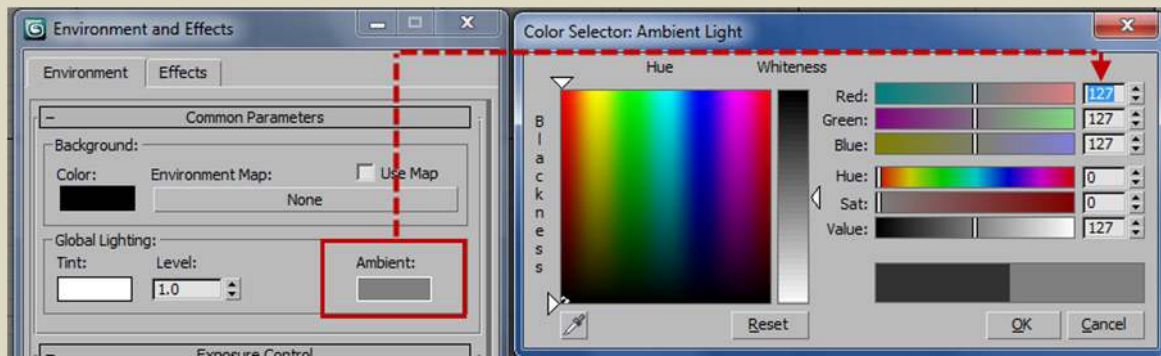 Environment and Effects
Environment
Effects
Common Parameters
Background:
Color:
Environment Map:
Use Map
None
Global Lighting:
Tint:
Level:
Ambient:
1.0
Exposure Control
Color Selector: Ambient Light
Hue
Whiteness
Blackness
Red: 127
Green: 127
Blue: 127
Hue: 0
Sat: 0
Value: 127
Reset
OK
Cancel